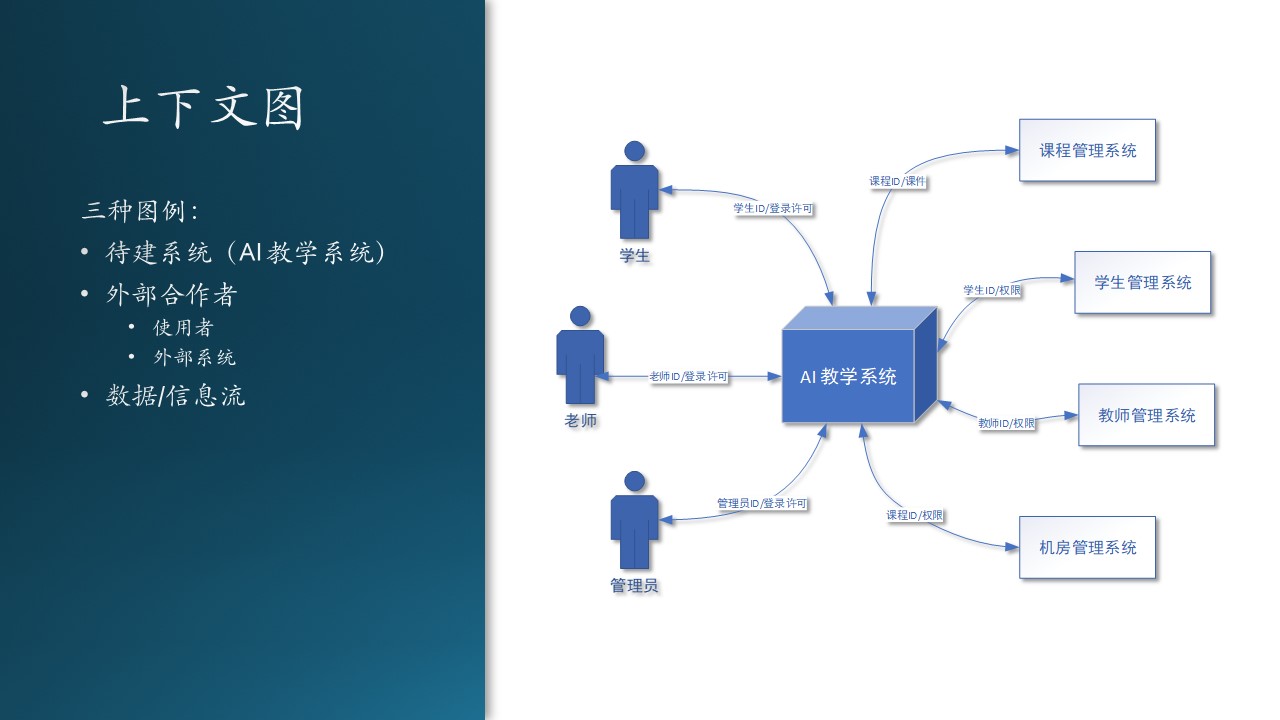 上下文图
三种图例：
• 待建系统（AI教学系统）
• 外部合作者
• 使用者
• 外部系统
• 数据/信息流
课程管理系统
课程ID/课件
学生ID/登录许可
学生
学生管理系统
学生ID/权限
老师ID/登录许可
AI 教学系统
老师
教师管理系统
教师ID/权限
管理员ID/登录许可
课程ID/权限
机房管理系统
管理员